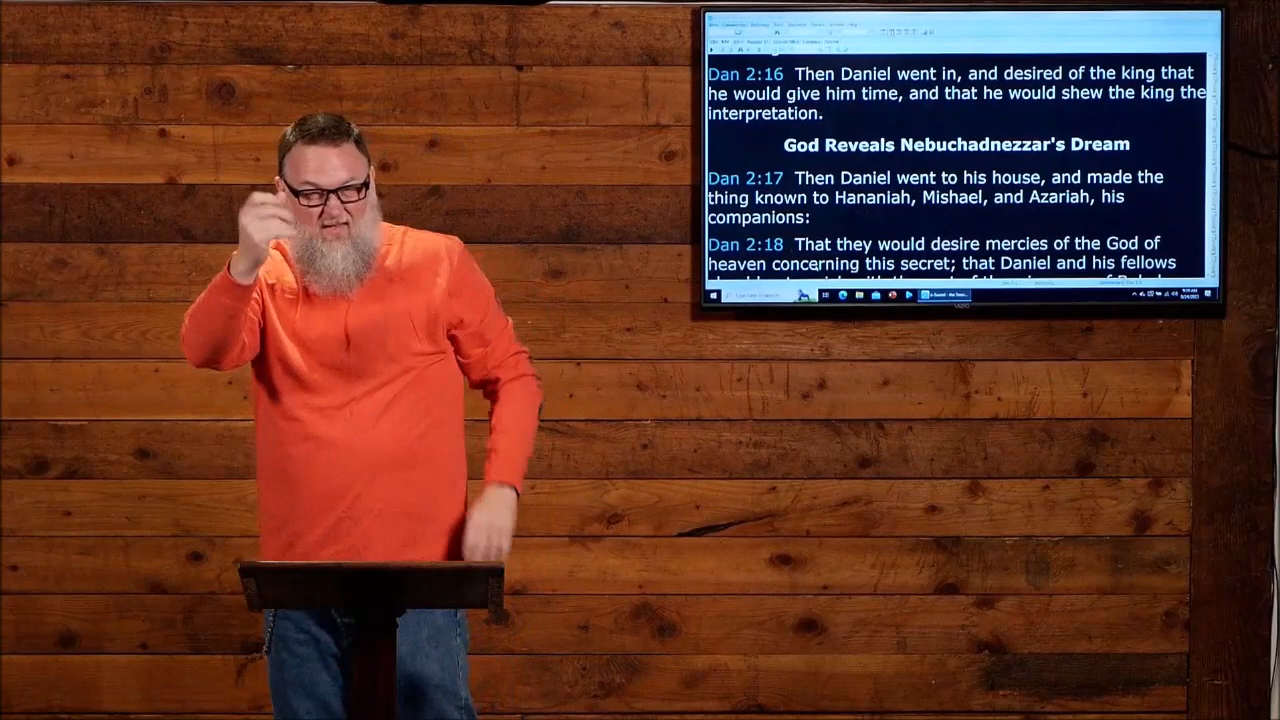 Dan 2:16 Then Daniel went in, and desired of the king that
he would give him time, and that he would shew the king the
interpretation.
God Reveals Nebuchadnezzar's Dream
Dan 2:17 Then Daniel went to his house, and made the
thing known to Hananiah, Mishael, and Azariah, his
companions:
Dan 2:18 That they would desire mercies of the God of
heaven concerning this secret; that Daniel and his fellows